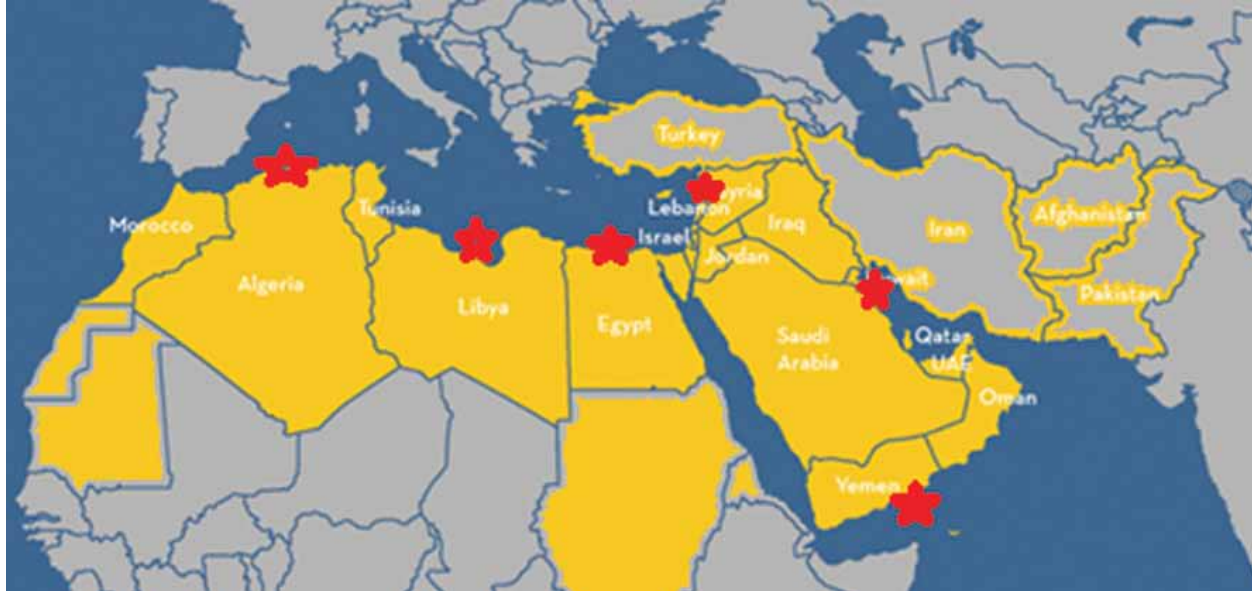 Turkey
Morocco
Tunisia
Lebanon
Syria
Israel
Iraq
Iran
Afghanistan
Jordan
Algeria
Libya
Egypt
Kuwait
Pakistan
Saudi
Arabia
Qatar
UAE
Oman
Yemen